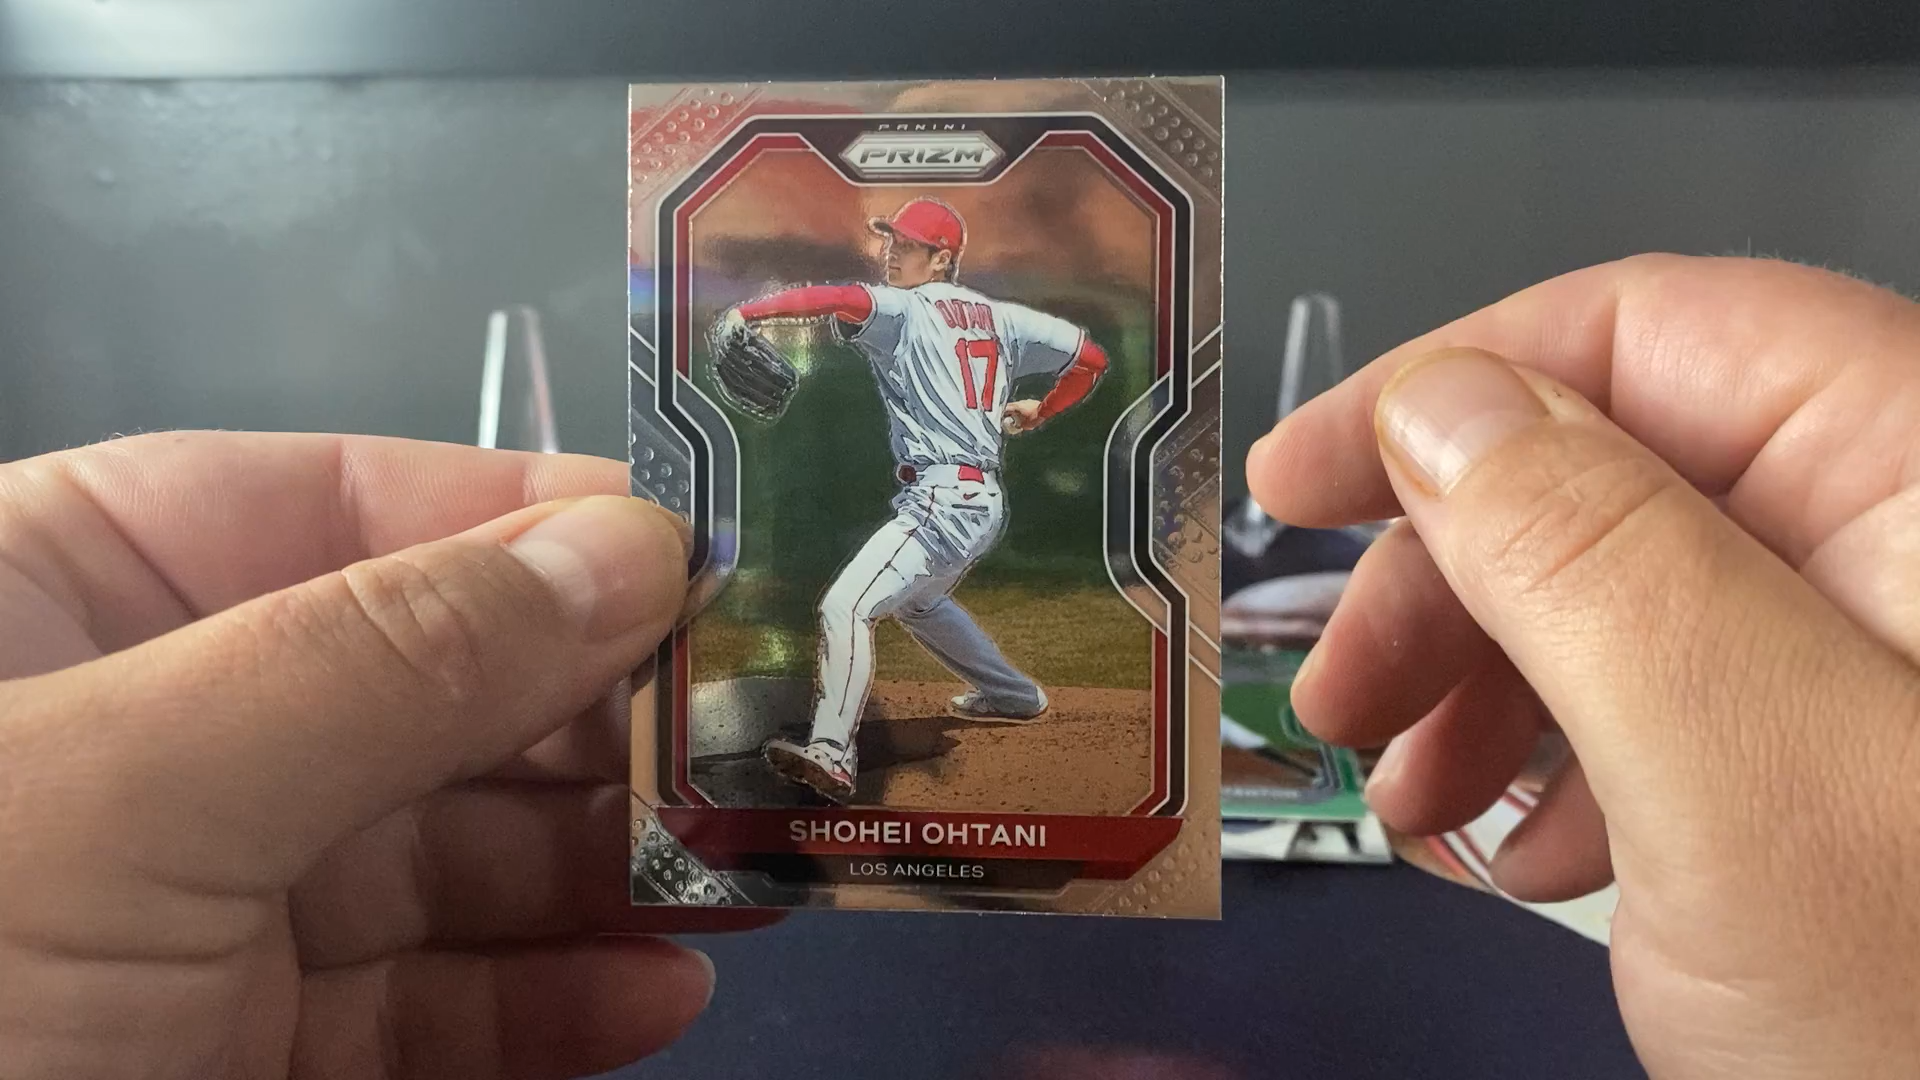 PANINI
PRIZM
OHTANI
17
SHOHEI OHTANI
LOS ANGELES